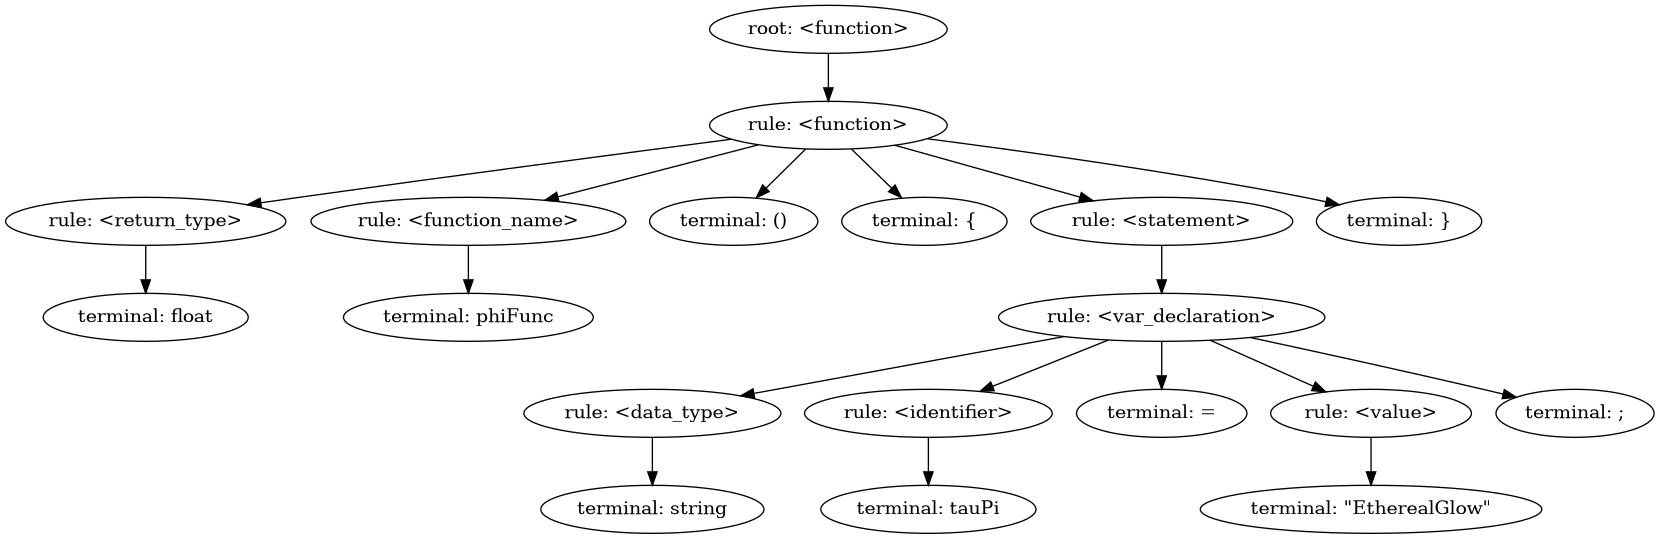 root: <function>
rule: <function>
rule: <return_type>
rule: <function_name>
terminal: ()
terminal: {
rule: <statement>
terminal: }
terminal: float
terminal: phiFunc
rule: <var_declaration>
rule: <data_type>
rule: <identifier>
terminal: =
rule: <value>
terminal: ;
terminal: string
terminal: tauPi
terminal: "EtherealGlow"